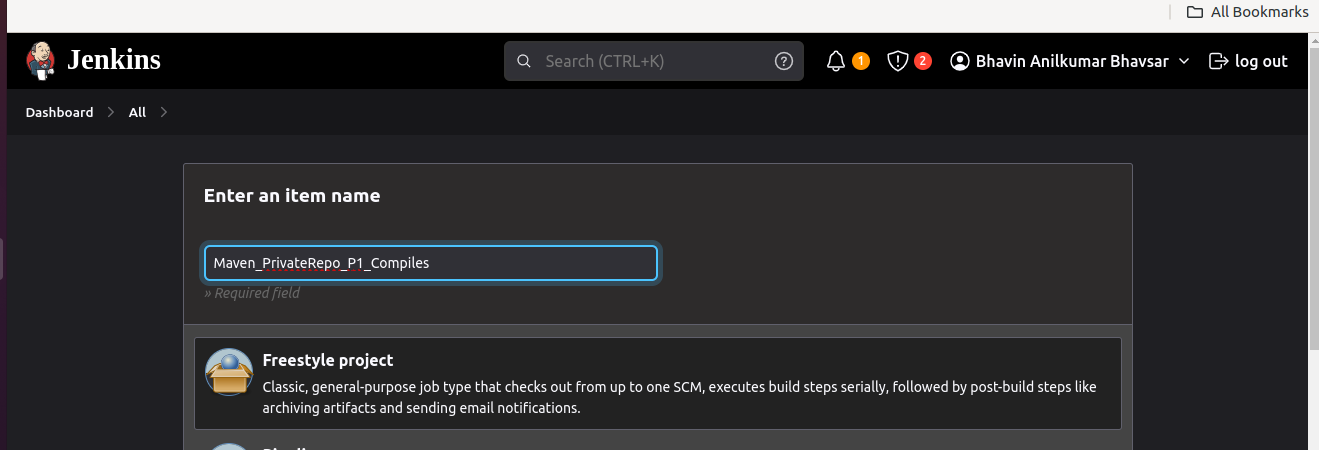 All Bookmarks
Jenkins
Search (CTRL+K)
?
1
2
Bhavin Anilkumar Bhavsar
log out
Dashboard
All
Enter an item name
Maven_PrivateRepo_P1_Compiles
» Required field
Freestyle project
Classic, general-purpose job type that checks out from up to one SCM, executes build steps serially, followed by post-build steps like
archiving artifacts and sending email notifications.